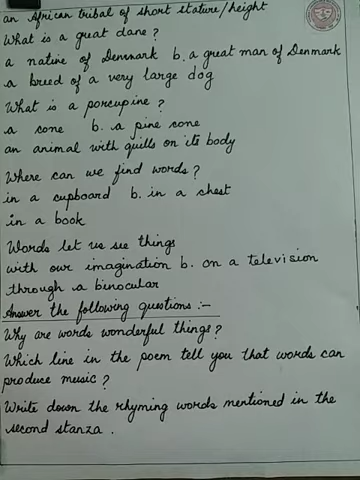 an African tribal of short stature/height
What is a great dane?
a native of Denmark b. a great man of Denmark
a breed of a very large dog
What is a porcupine?
a cone b. a pine cone
an animal with quills on its body
Where can we find words?
in a cupboard b. in a chest
in a book
Words let us see things
with our imagination b. on a television
through a binocular
Answer the following questions :-
Why are words wonderful things?
Which line in the poem tell you that words can
produce music?
Write down the rhyming words mentioned in the
second stanza.